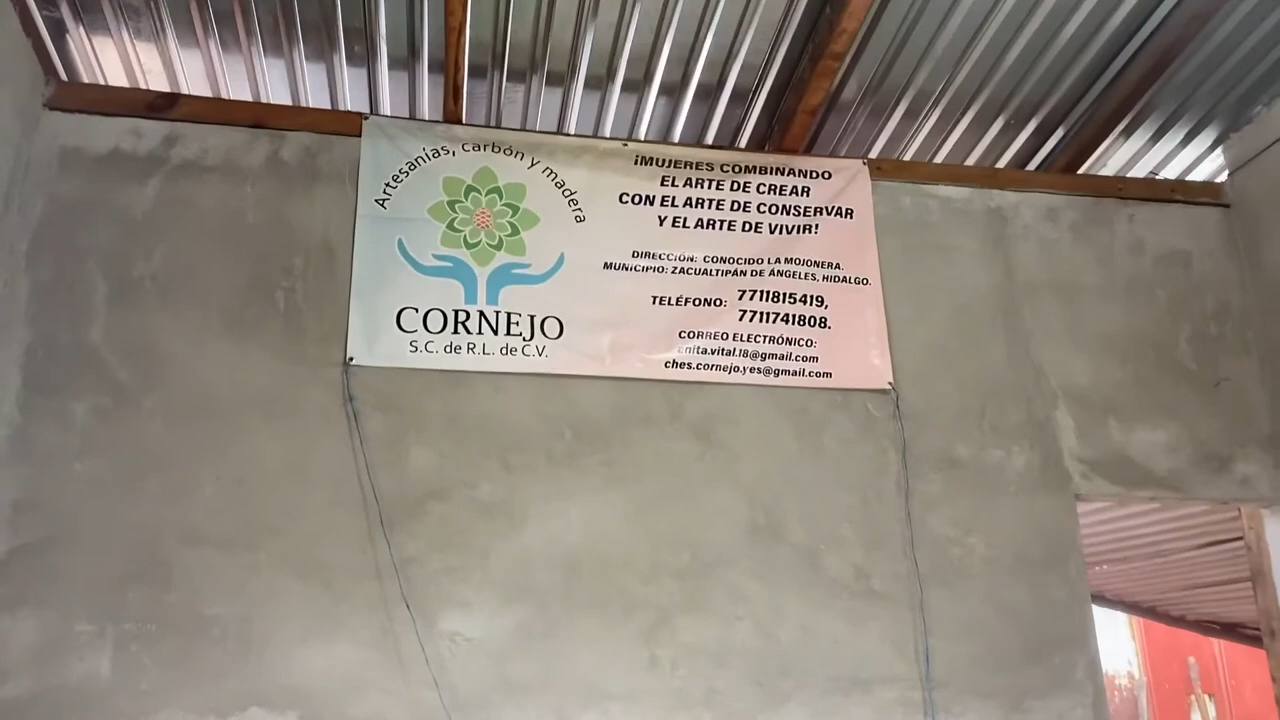 Artesanías, carbón y madera
CORNEJO
S.C. de R.L. de C.V.
¡MUJERES COMBINANDO
EL ARTE DE CREAR
CON EL ARTE DE CONSERVAR
Y EL ARTE DE VIVIR!
DIRECCIÓN: CONOCIDO LA MOJONERA.
MUNICIPIO: ZACUALTIPÁN DE ÁNGELES, HIDALGO.
TELÉFONO: 7711815419,
7711741808.
CORREO ELECTRÓNICO:
anita.vital.18@gmail.com
ches.cornejo.yes@gmail.com